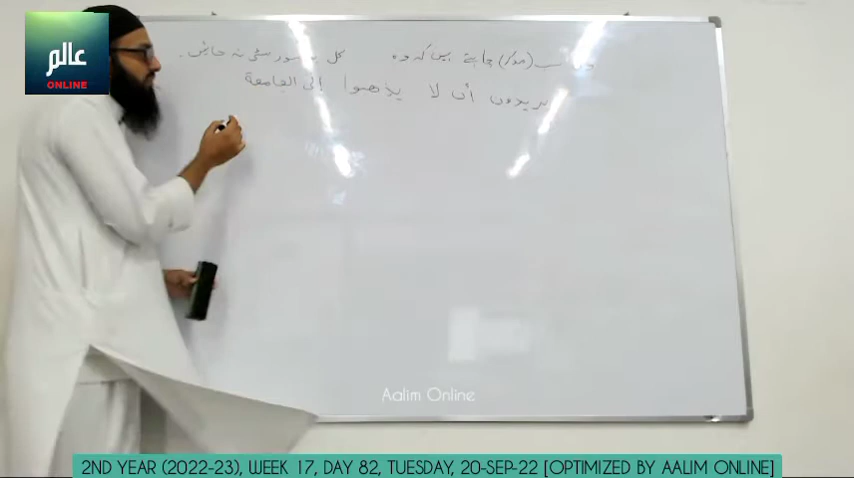 عالم
ONLINE
وہ سب (مذکر) چاہتے ہیں کہ وہ کل یونیورسٹی نہ جائیں۔
يريدون أن لا يذهبوا إلى الجامعة
Aalim Online
2ND YEAR (2022-23), WEEK 17, DAY 82, TUESDAY, 20-SEP-22 [OPTIMIZED BY AALIM ONLINE]